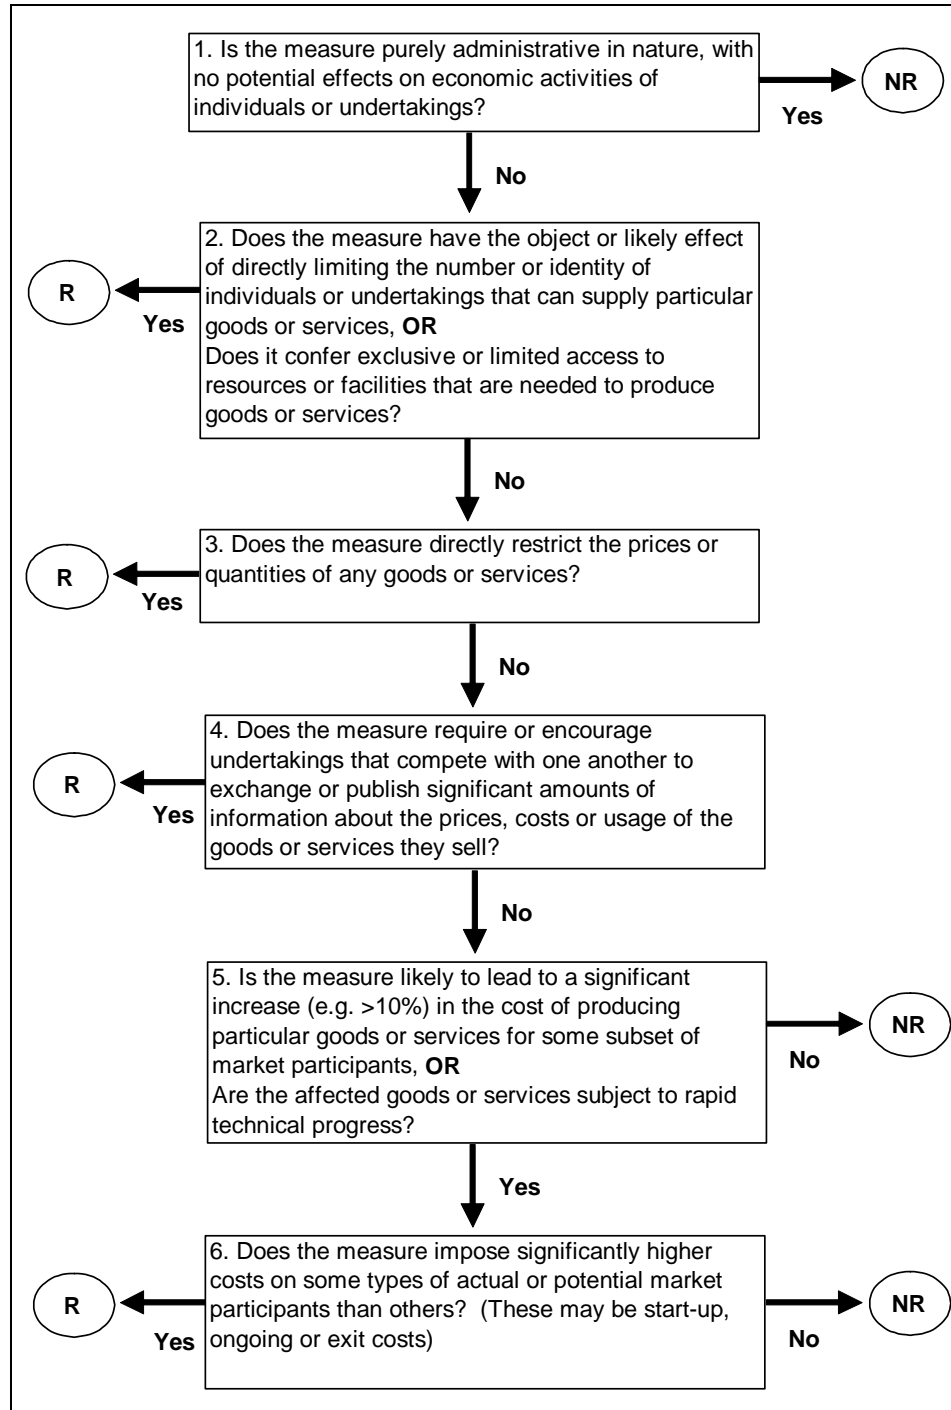 1. Is the measure purely administrative in nature, with
no potential effects on economic activities of
individuals or undertakings?
NR
Yes
No
2. Does the measure have the object or likely effect
of directly limiting the number or identity of
individuals or undertakings that can supply particular
goods or services, OR
Does it confer exclusive or limited access to
resources or facilities that are needed to produce
goods or services?
R
Yes
No
3. Does the measure directly restrict the prices or
quantities of any goods or services?
R
Yes
No
4. Does the measure require or encourage
undertakings that compete with one another to
exchange or publish significant amounts of
information about the prices, costs or usage of the
goods or services they sell?
R
Yes
No
5. Is the measure likely to lead to a significant
increase (e.g. >10%) in the cost of producing
particular goods or services for some subset of
market participants, OR
Are the affected goods or services subject to rapid
technical progress?
NR
No
Yes
6. Does the measure impose significantly higher
costs on some types of actual or potential market
participants than others? (These may be start-up,
ongoing or exit costs)
R
Yes
NR
No